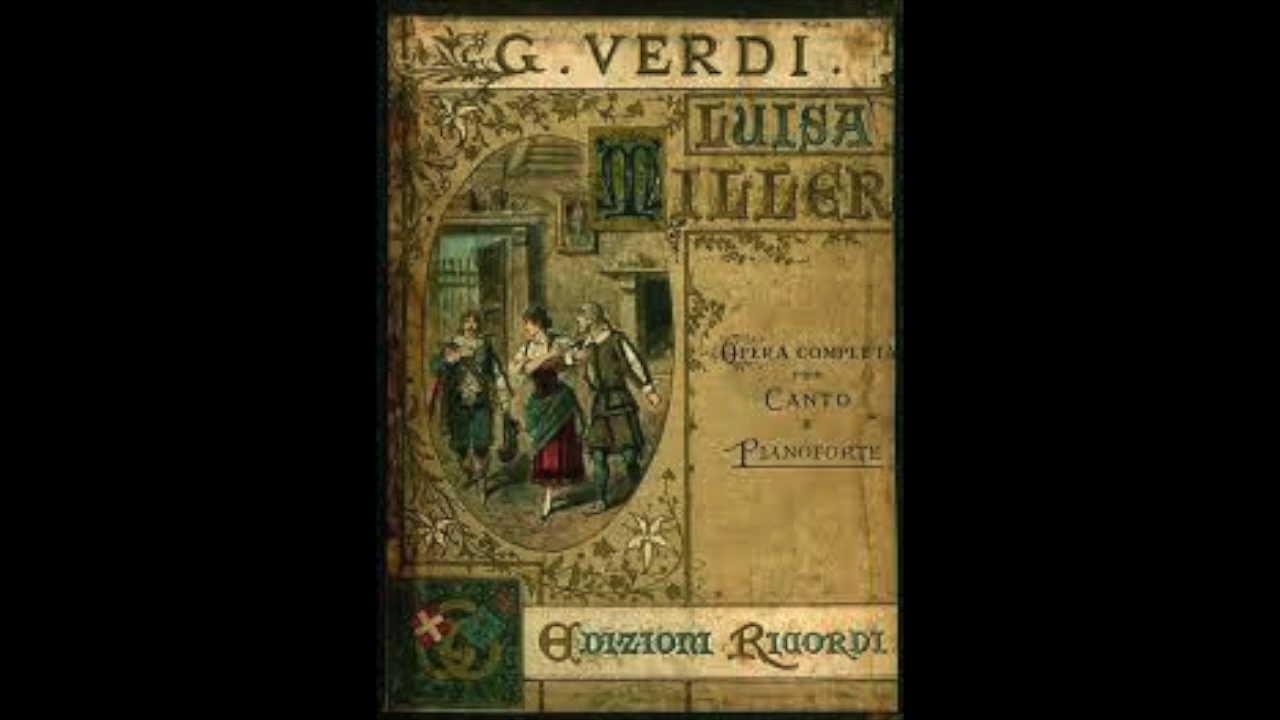 G. VERDI.
LUISA
MILLER
OPERA COMPLETA
PER
CANTO
E
PIANOFORTE
EDIZIONI RICORDI